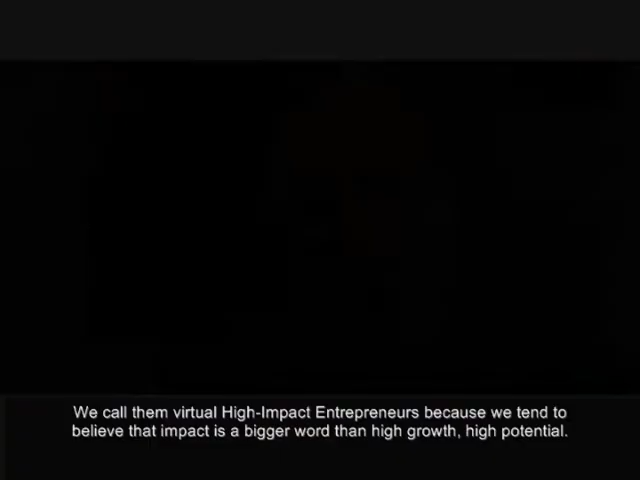 We call them virtual High-Impact Entrepreneurs because we tend to
believe that impact is a bigger word than high growth, high potential.